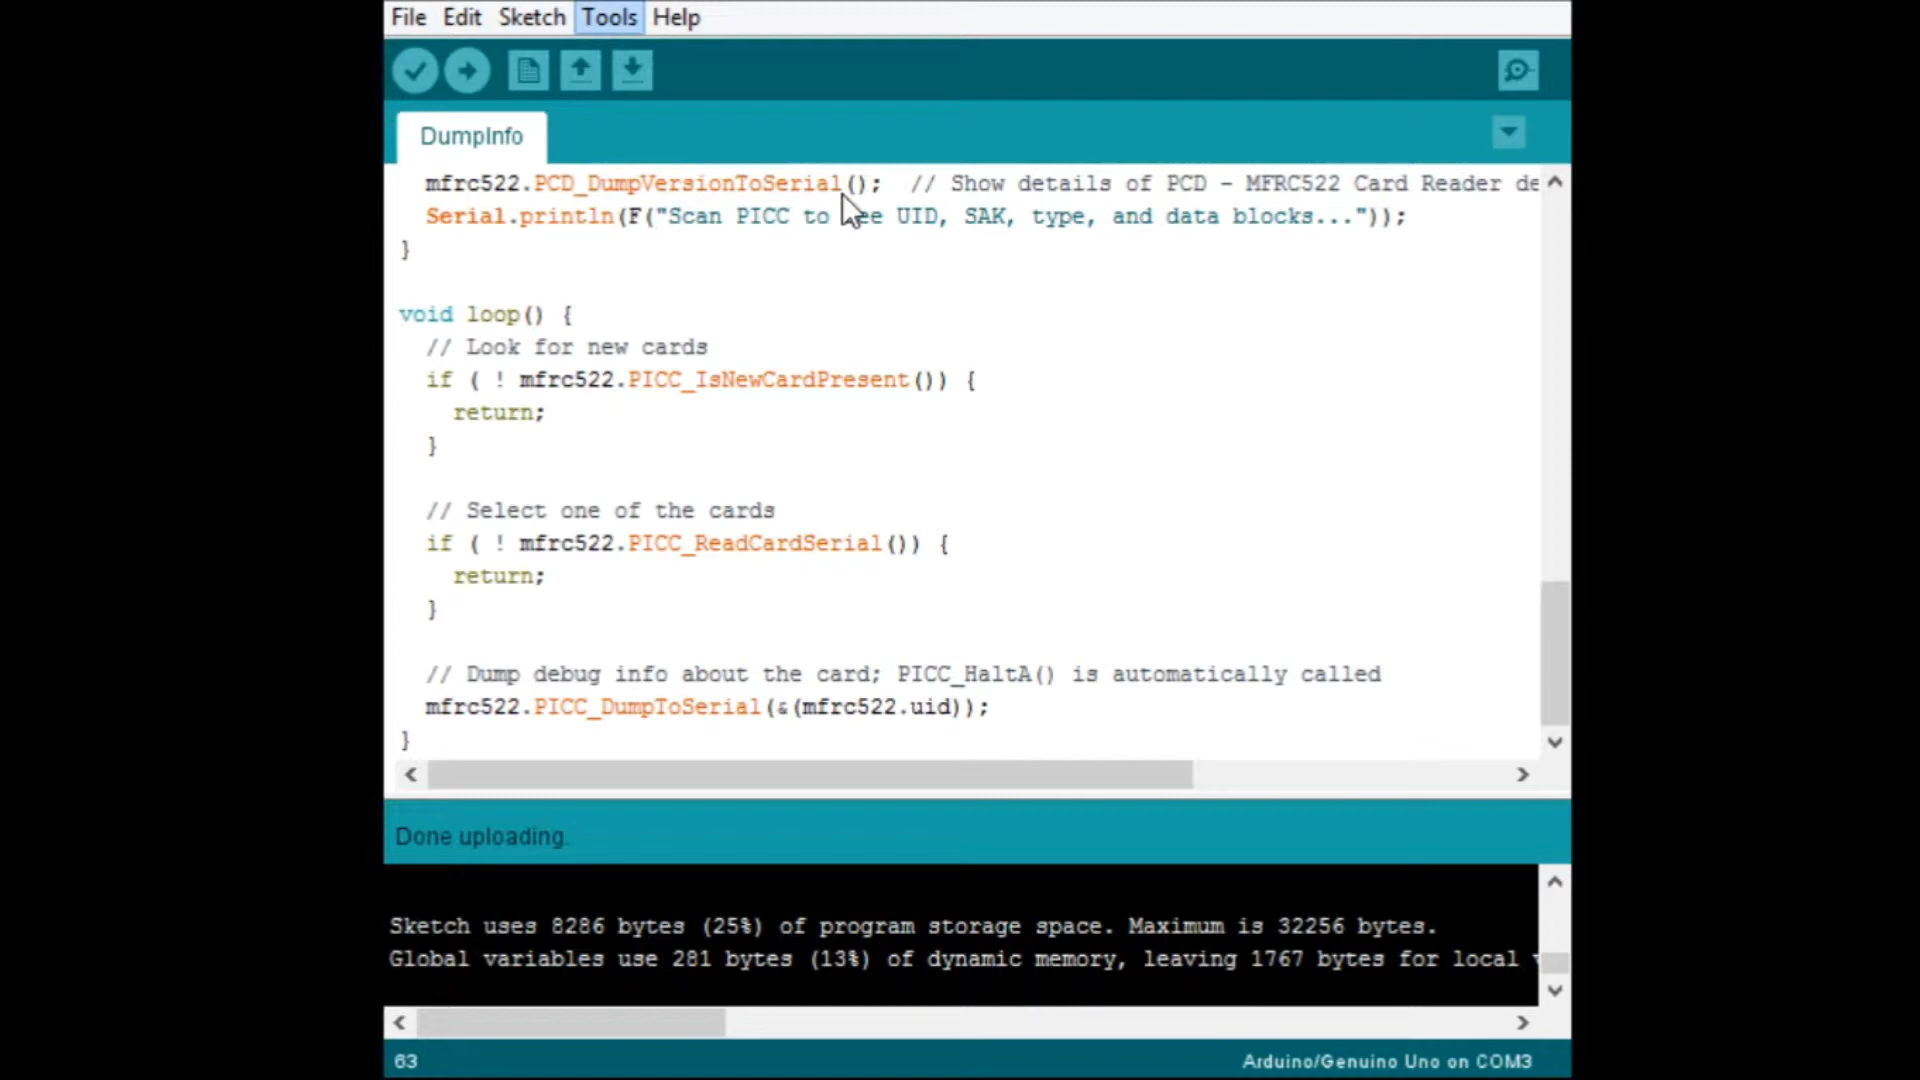 File Edit Sketch Tools Help
DumpInfo
mfrc522.PCD_DumpVersionToSerial(); // Show details of PCD - MFRC522 Card Reader de
Serial.println(F("Scan PICC to ee UID, SAK, type, and data blocks..."));
}
void loop() {
// Look for new cards
if ( ! mfrc522.PICC_IsNewCardPresent()) {
return;
}
// Select one of the cards
if ( ! mfrc522.PICC_ReadCardSerial()) {
return;
}
// Dump debug info about the card; PICC_HaltA() is automatically called
mfrc522.PICC_DumpToSerial(&(mfrc522.uid));
}
Done uploading.
Sketch uses 8286 bytes (25%) of program storage space. Maximum is 32256 bytes.
Global variables use 281 bytes (13%) of dynamic memory, leaving 1767 bytes for local
63
Arduino/Genuino Uno on COM3